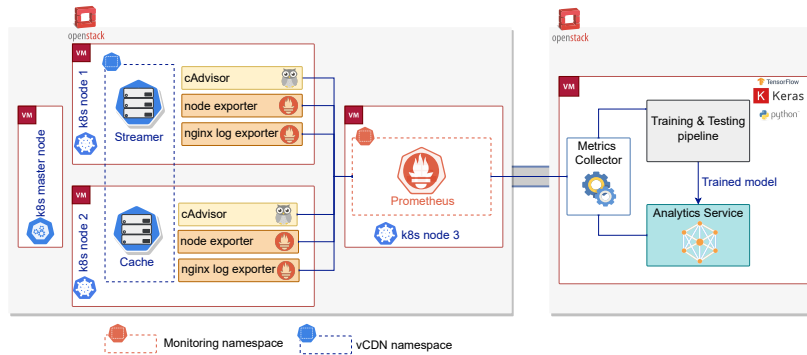 openstack
openstack
VM
k8s node 1
Streamer
cAdvisor
node exporter
nginx log exporter
VM
k8s master node
VM
k8s node 2
Cache
cAdvisor
node exporter
nginx log exporter
VM
Prometheus
k8s node 3
VM
TensorFlow
K Keras
python
Metrics
Collector
Training & Testing
pipeline
Trained model
Analytics Service
Monitoring namespace
vCDN namespace